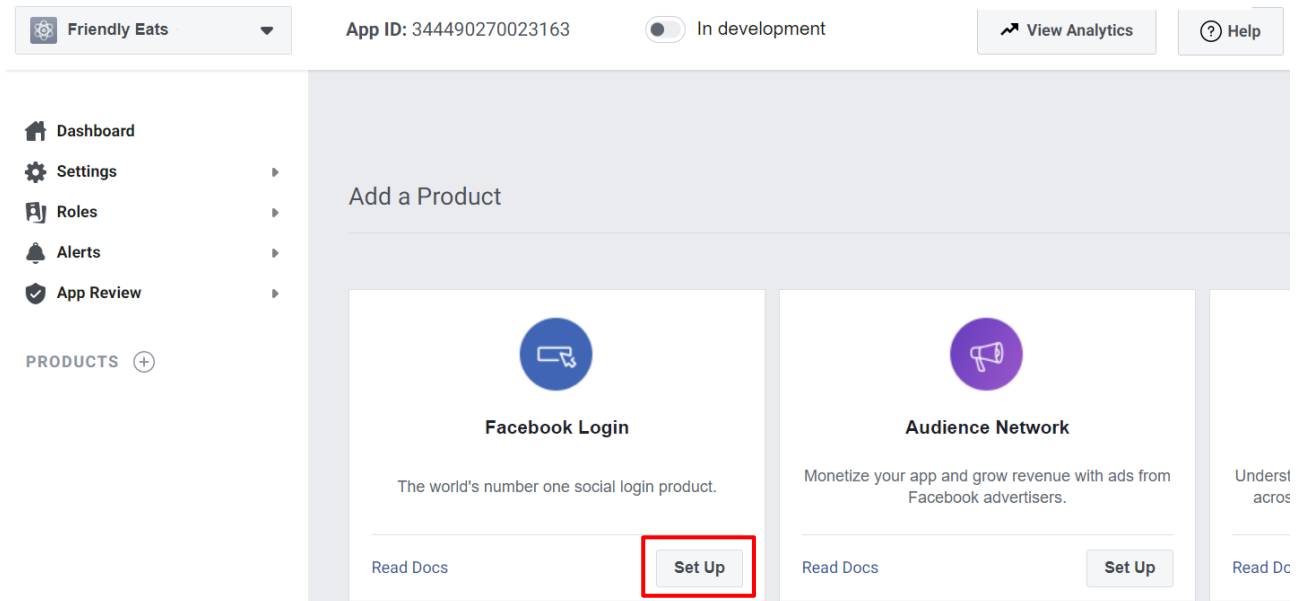 Friendly Eats
App ID: 344490270023163
In development
View Analytics
Help
Dashboard
Settings
Roles
Alerts
App Review
PRODUCTS
Add a Product
Facebook Login
The world's number one social login product.
Read Docs
Set Up
Audience Network
Monetize your app and grow revenue with ads from
Facebook advertisers.
Read Docs
Set Up
Read